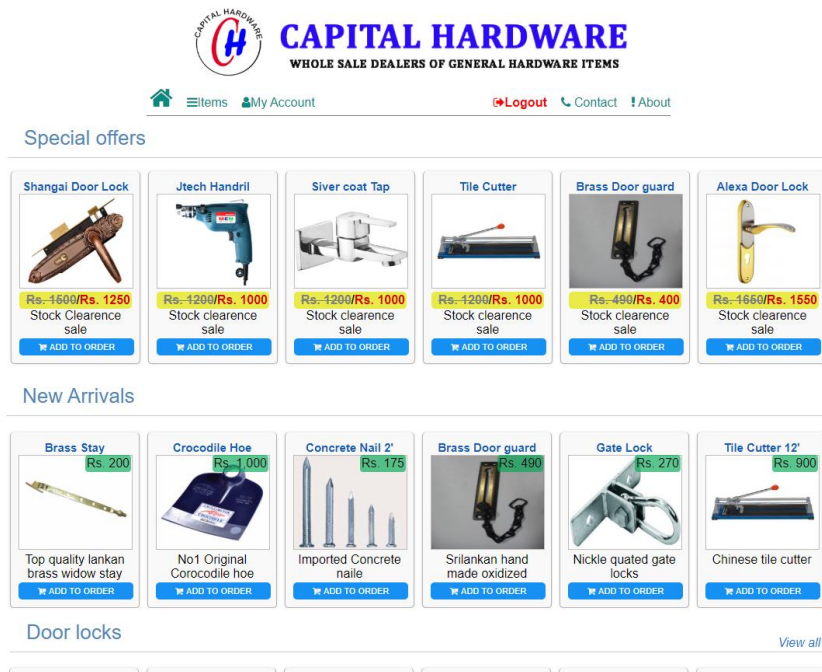 CAPITAL HARDWARE
CH
CAPITAL HARDWARE
WHOLE SALE DEALERS OF GENERAL HARDWARE ITEMS
Items My Account Logout Contact About
Special offers
Shangai Door Lock
Rs. 1500/Rs. 1250
Stock Clearence
sale
ADD TO ORDER
Jtech Handril
Rs. 1200/Rs. 1000
Stock clearence
sale
ADD TO ORDER
Siver coat Tap
Rs. 1200/Rs. 1000
Stock clearence
sale
ADD TO ORDER
Tile Cutter
Rs. 1200/Rs. 1000
Stock clearence
sale
ADD TO ORDER
Brass Door guard
Rs. 490/Rs. 400
Stock clearence
sale
ADD TO ORDER
Alexa Door Lock
Rs. 1650/Rs. 1550
Stock clearence
sale
ADD TO ORDER
New Arrivals
Brass Stay
Rs. 200
Top quality lankan
brass widow stay
ADD TO ORDER
Crocodile Hoe
Rs. 1,000
No1 Original
Corocodile hoe
ADD TO ORDER
Concrete Nail 2'
Rs. 175
Imported Concrete
naile
ADD TO ORDER
Brass Door guard
Rs. 490
Srilankan hand
made oxidized
ADD TO ORDER
Gate Lock
Rs. 270
Nickle quated gate
locks
ADD TO ORDER
Tile Cutter 12'
Rs. 900
Chinese tile cutter
ADD TO ORDER
Door locks
View all